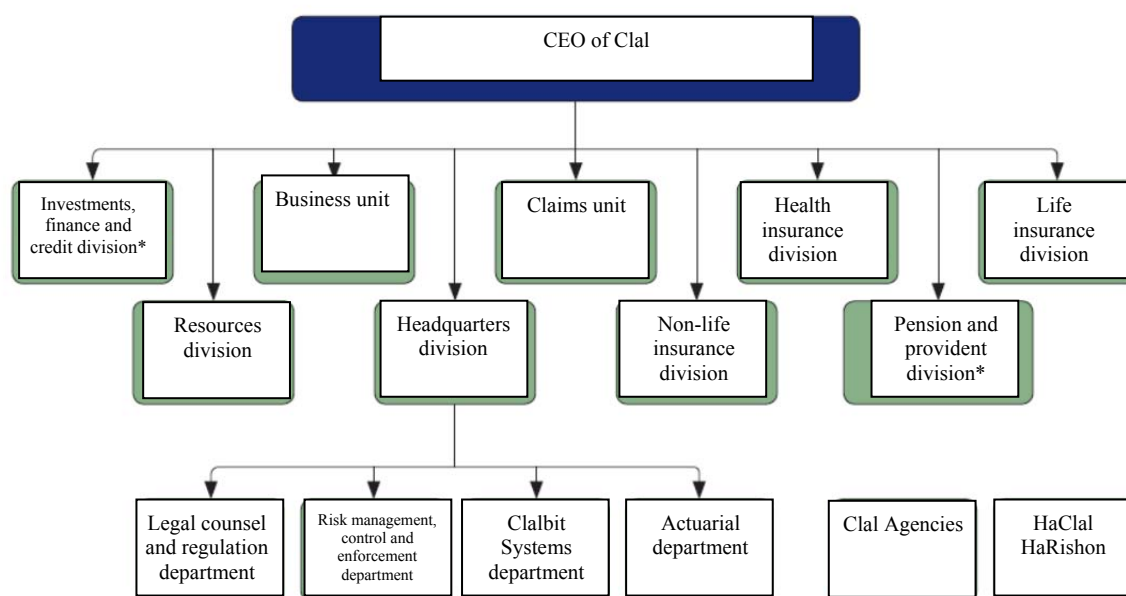 CEO of Clal
Investments,
finance and
credit division*
Business unit
Claims unit
Health
insurance
division
Life
insurance
division
Resources
division
Headquarters
division
Non-life
insurance
division
Pension and
provident
division*
Legal counsel
and regulation
department
Risk management,
control and
enforcement
department
Clalbit
Systems
department
Actuarial
department
Clal Agencies
HaClal
HaRishon